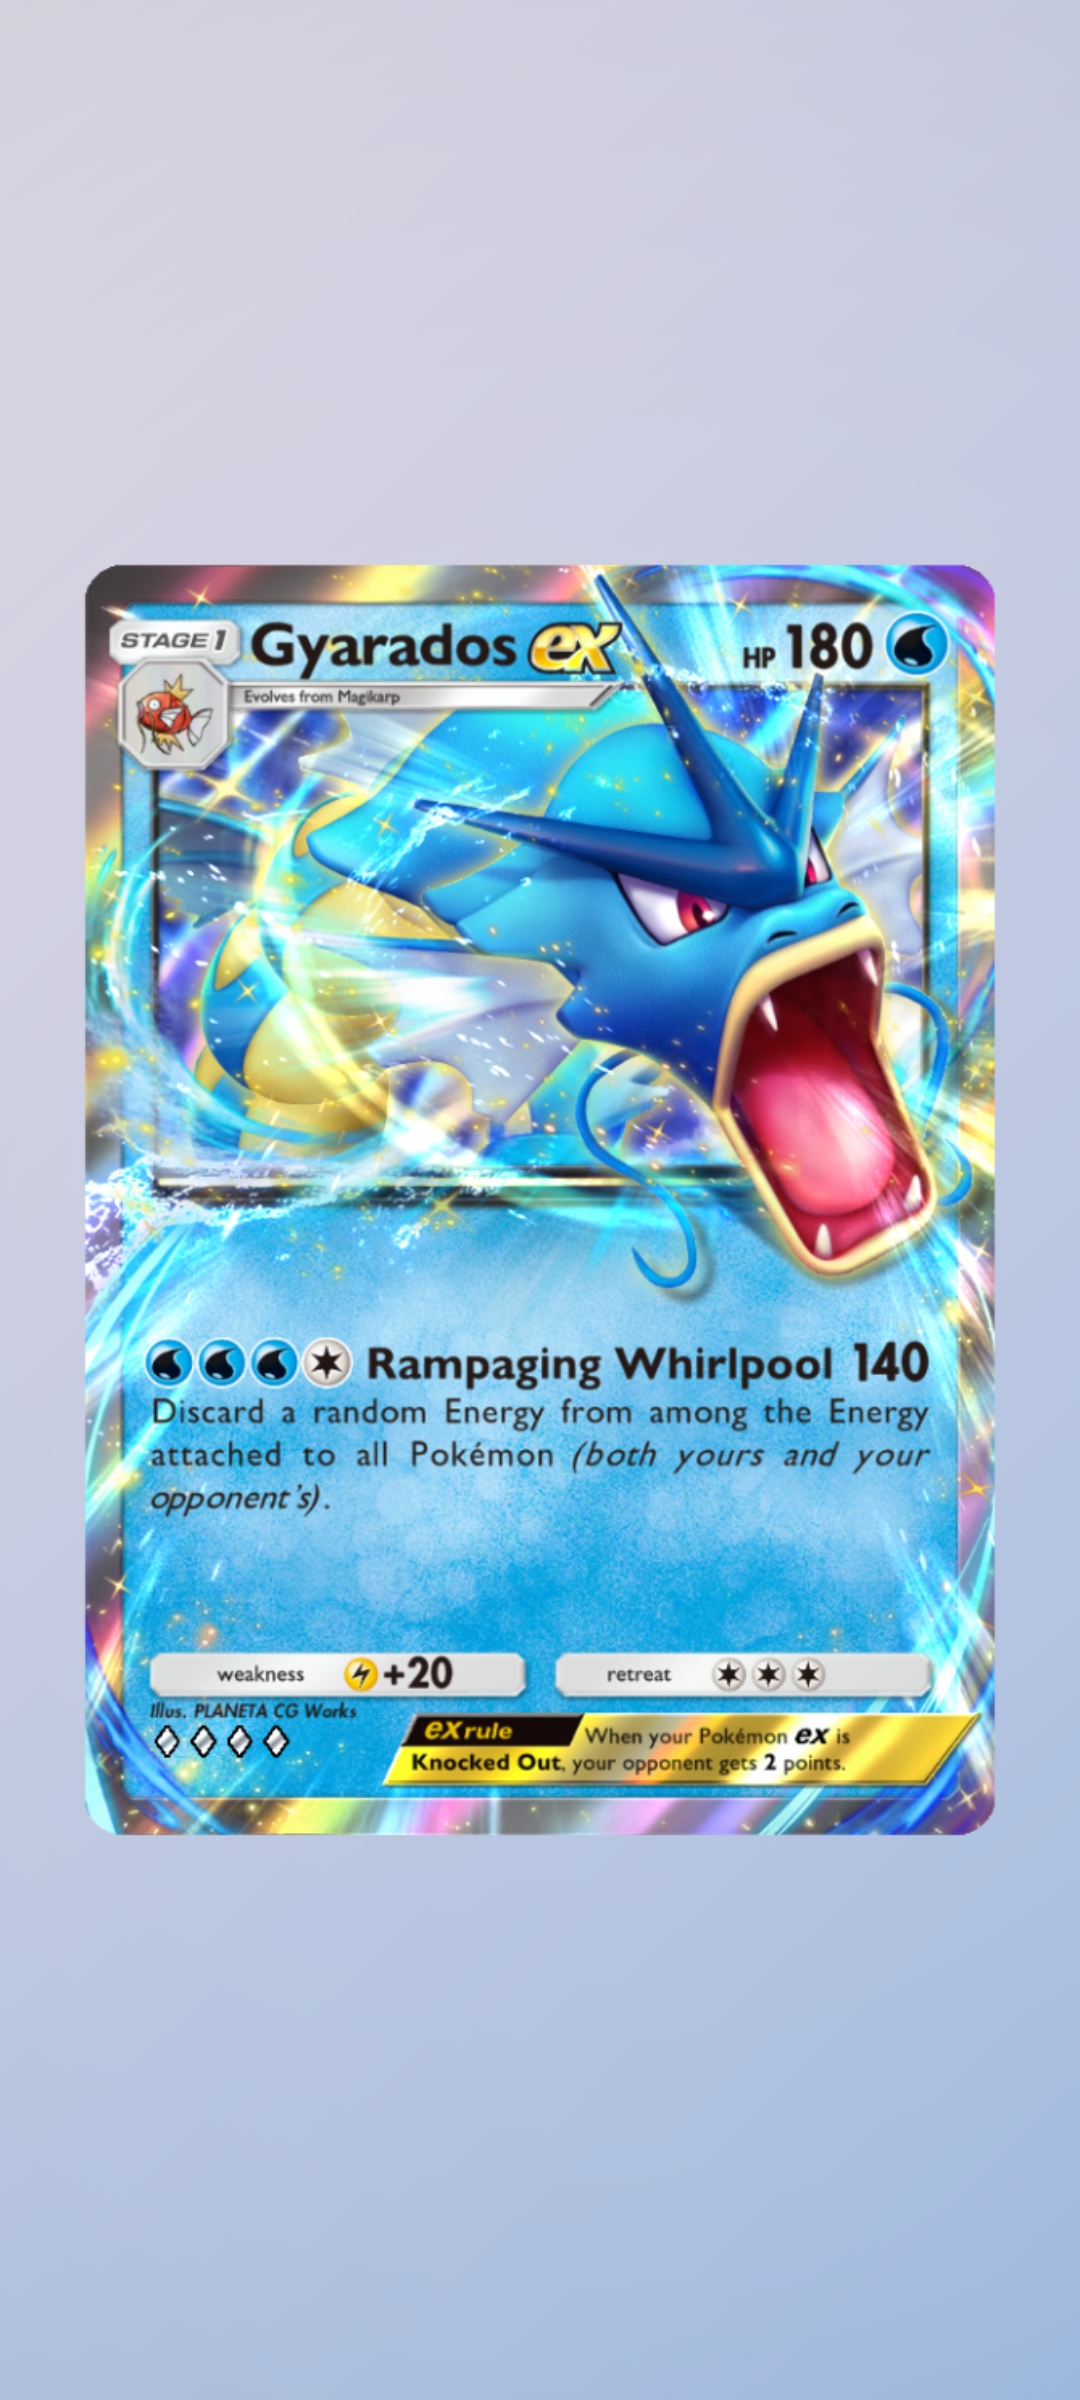 STAGE 1 Gyarados ex HP 180
Evolves from Magikarp
Rampaging Whirlpool 140
Discard a random Energy from among the Energy
attached to all Pokémon (both yours and your
opponent's).
weakness +20 retreat
Illus. PLANETA CG Works
ex rule When your Pokémon ex is
Knocked Out, your opponent gets 2 points.